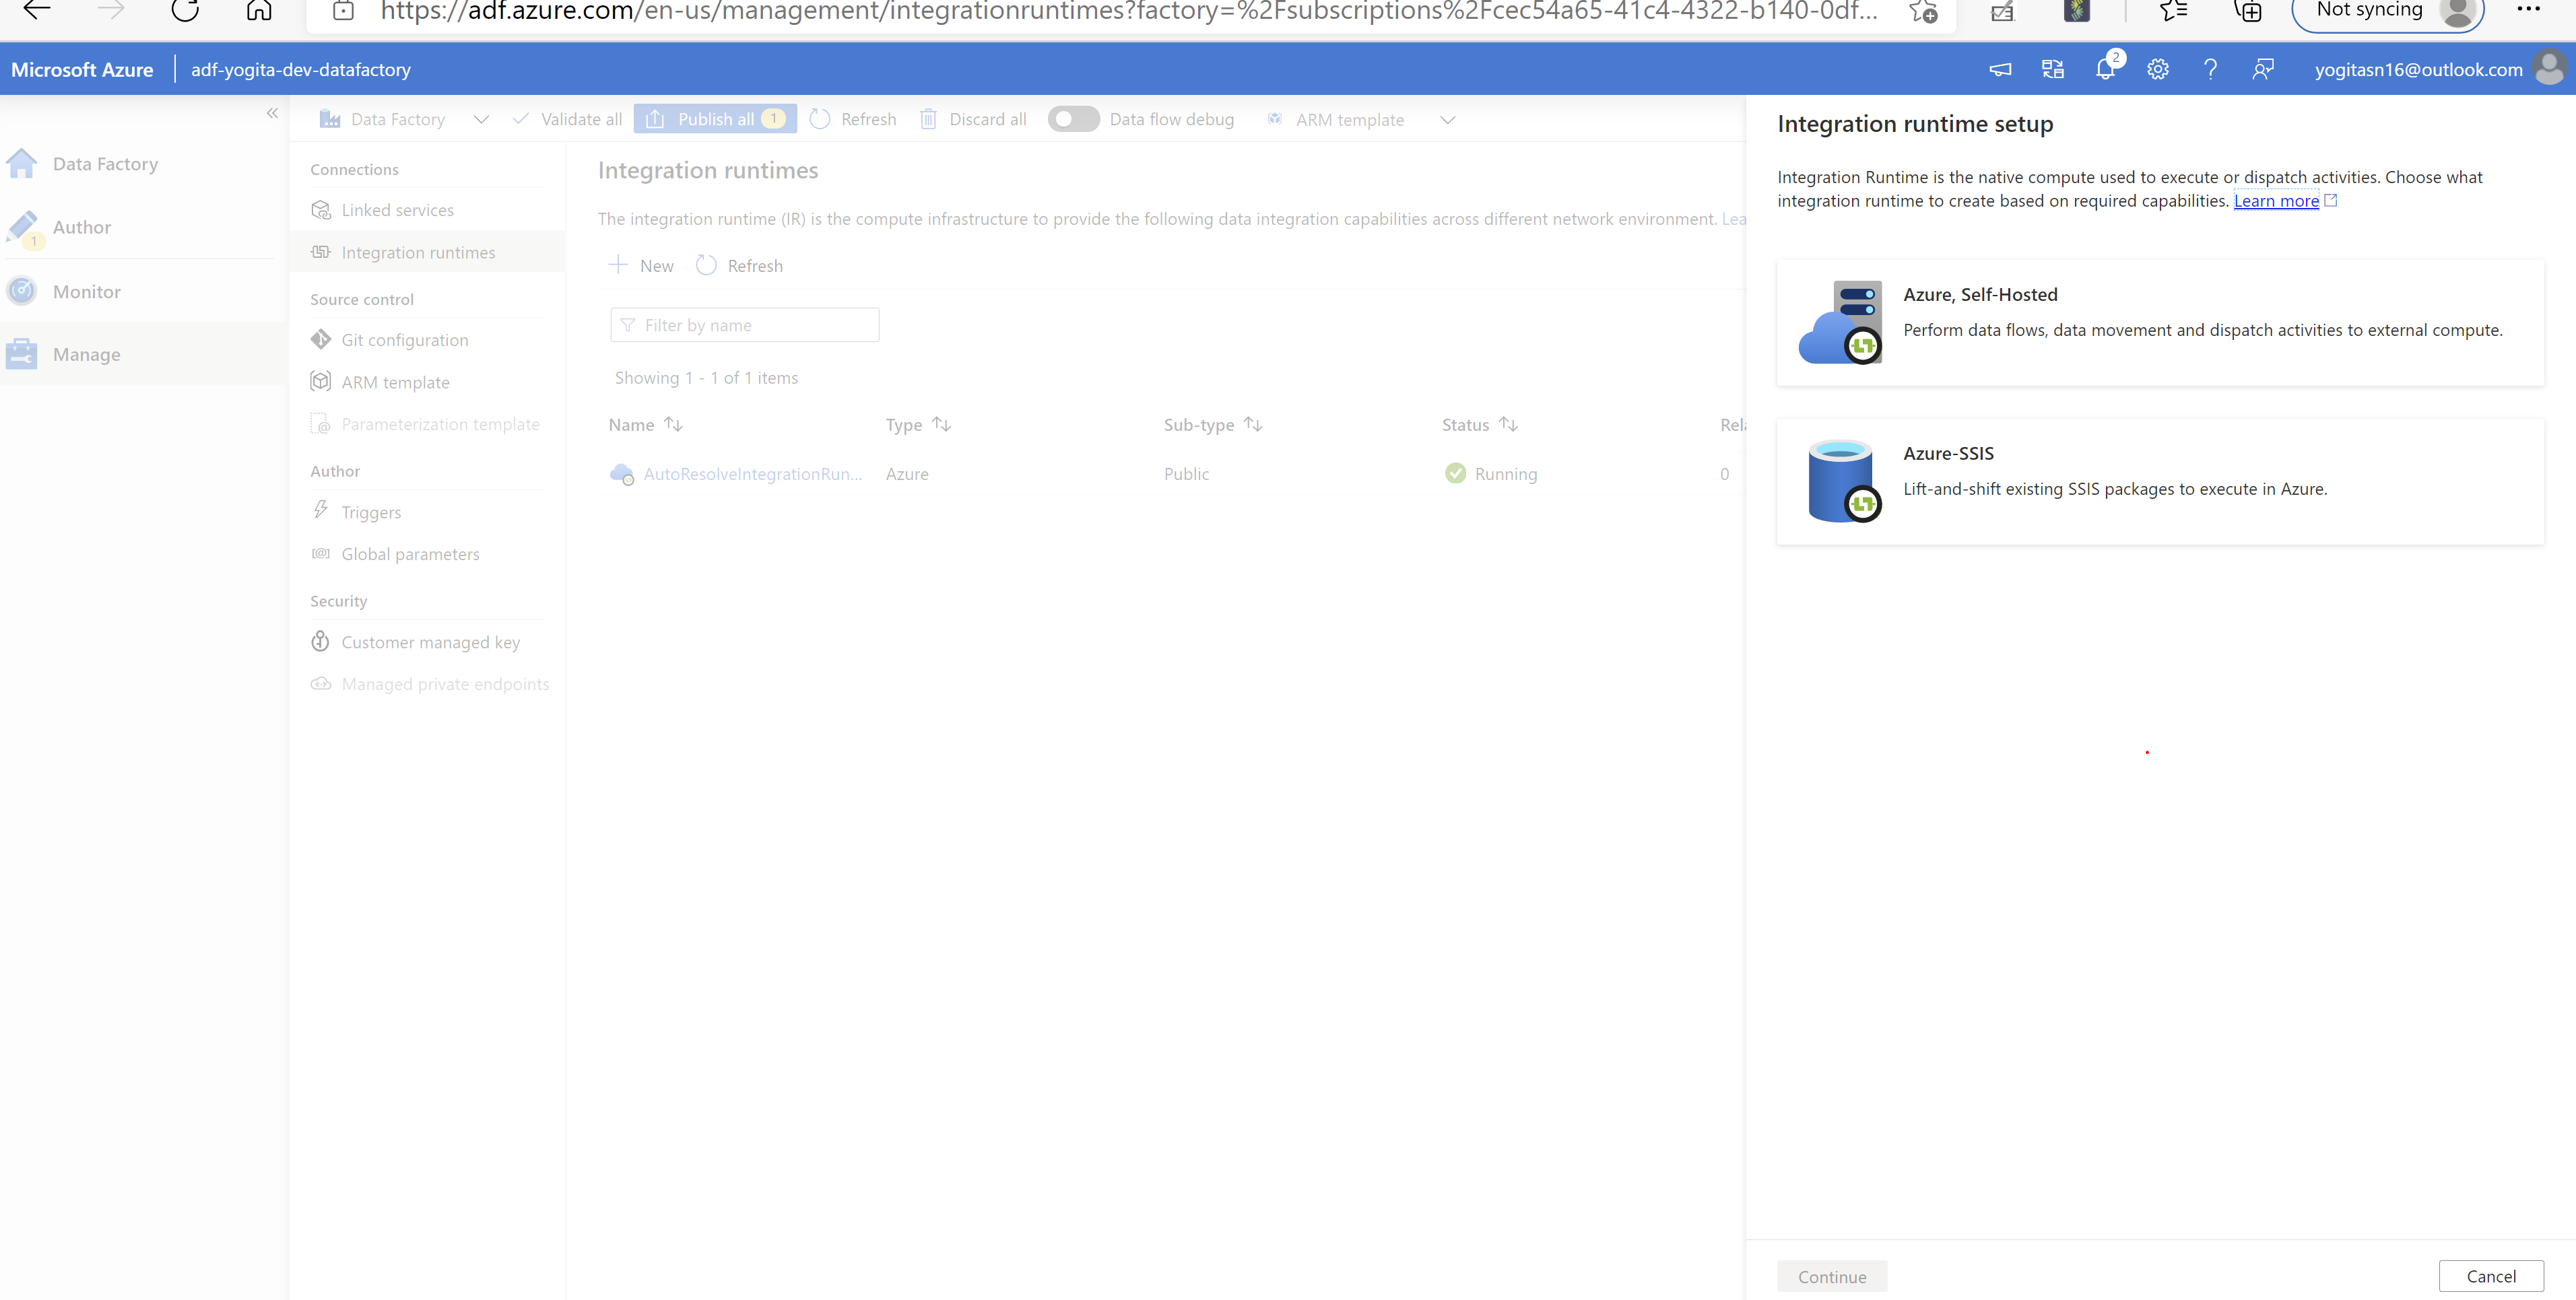 https://adf.azure.com/en-us/management/integrationruntimes?factory=%2Fsubscriptions%2Fcec54a65-41c4-4322-b140-0df...
Not syncing
Microsoft Azure
adf-yogita-dev-datafactory
2
yogitasn16@outlook.com
Data Factory
Author
1
Monitor
Manage
Data Factory
Validate all
Publish all 1
Refresh
Discard all
Data flow debug
ARM template
Connections
Linked services
Integration runtimes
Source control
Git configuration
ARM template
Parameterization template
Author
Triggers
Global parameters
Security
Customer managed key
Managed private endpoints
Integration runtimes
The integration runtime (IR) is the compute infrastructure to provide the following data integration capabilities across different network environment. Lea
New
Refresh
Filter by name
Showing 1 - 1 of 1 items
Name Type Sub-type Status Rela
AutoResolveIntegrationRun... Azure Public Running 0
Integration runtime setup
Integration Runtime is the native compute used to execute or dispatch activities. Choose what
integration runtime to create based on required capabilities. Learn more
Azure, Self-Hosted
Perform data flows, data movement and dispatch activities to external compute.
Azure-SSIS
Lift-and-shift existing SSIS packages to execute in Azure.
Continue
Cancel